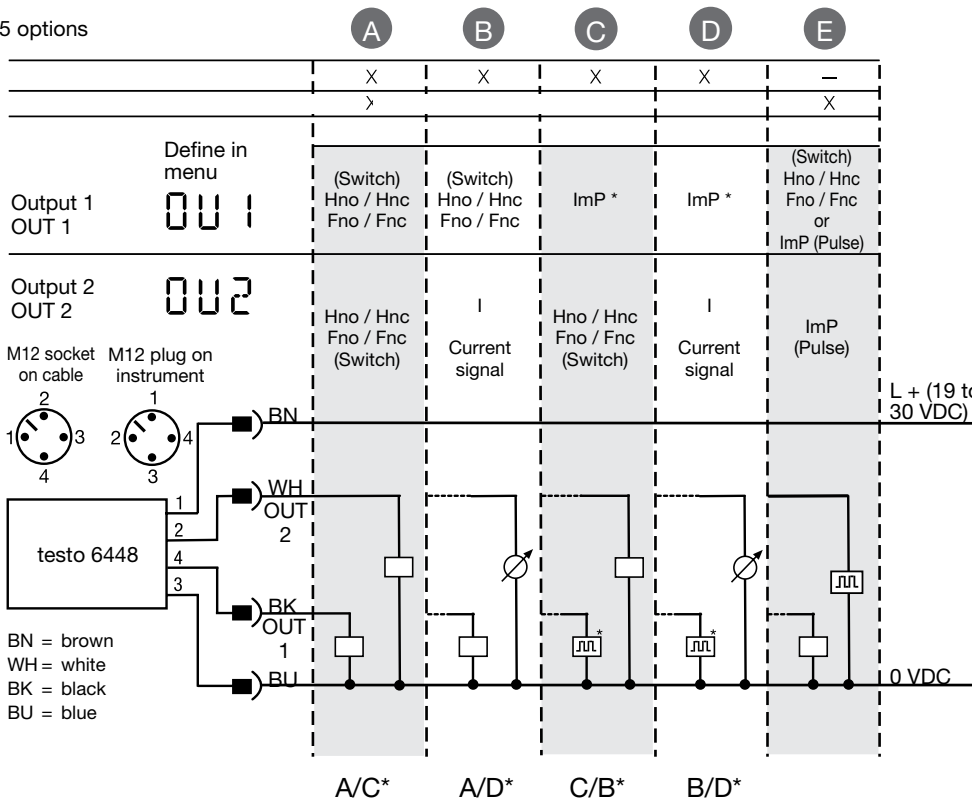 5 options
A B C D E
X X X X –
X X
Define in
menu
Output 1
OUT 1
OU1
(Switch)
Hno / Hnc
Fno / Fnc
(Switch)
Hno / Hnc
Fno / Fnc
ImP *
ImP *
(Switch)
Hno / Hnc
Fno / Fnc
or
ImP (Pulse)
Output 2
OUT 2
OU2
Hno / Hnc
Fno / Fnc
(Switch)
I
Current
signal
Hno / Hnc
Fno / Fnc
(Switch)
I
Current
signal
ImP
(Pulse)
M12 socket
on cable
M12 plug on
instrument
2
1 3
4
1
2 4
3
L + (19 to
30 VDC)
BN
WH
OUT
2
BK
OUT
1
BU
0 VDC
testo 6448
1
2
4
3
*
*
BN = brown
WH = white
BK = black
BU = blue
A/C* A/D* C/B* B/D*